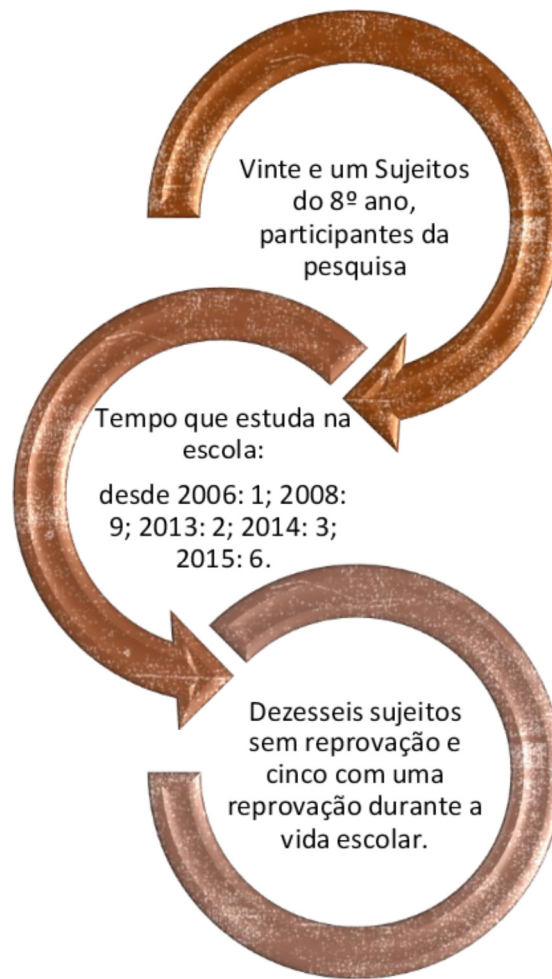 Vinte e um Sujeitos
do 8º ano,
participantes da
pesquisa
Tempo que estuda na
escola:
desde 2006: 1; 2008:
9; 2013: 2; 2014: 3;
2015: 6.
Dezesseis sujeitos
sem reprovação e
cinco com uma
reprovação durante a
vida escolar.